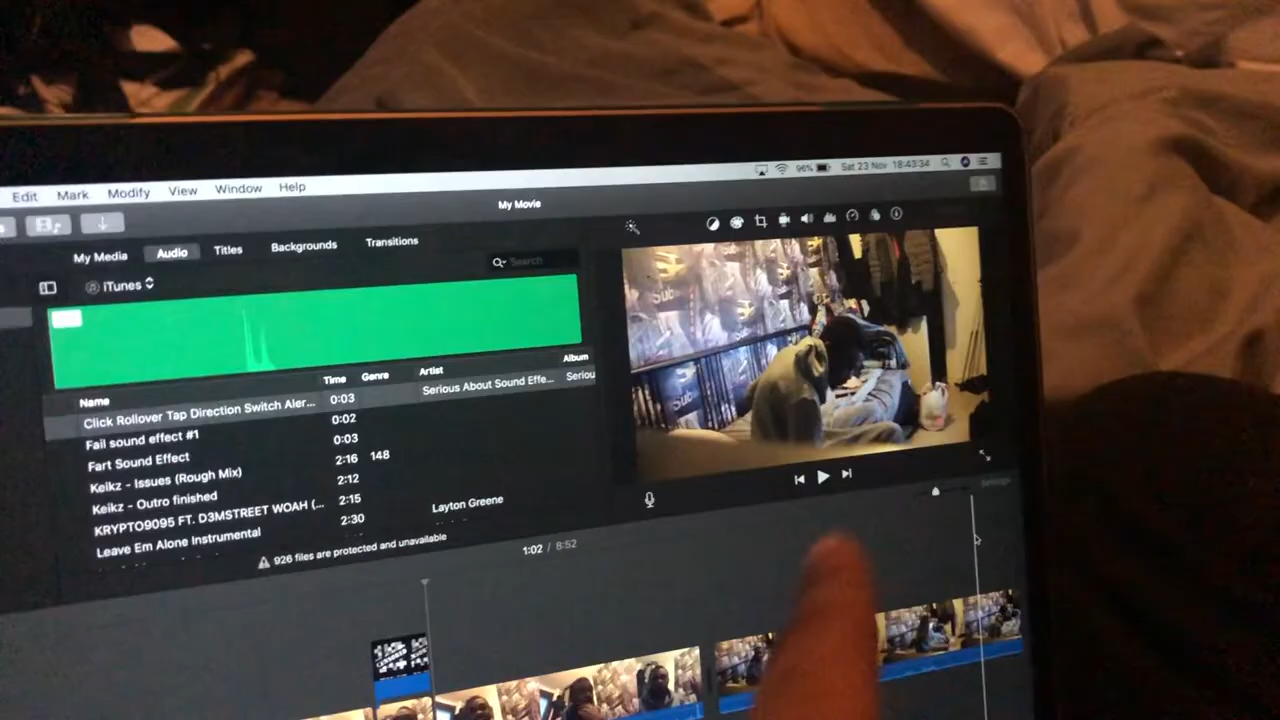 Edit Mark Modify View Window Help 96% Sat 23 Nov 18:43:34
My Movie
My Media Audio Titles Backgrounds Transitions
Search
iTunes
Name Time Genre Artist Album
Click Rollover Tap Direction Switch Aler... 0:03 Serious About Sound Effe... Seriou
Fail sound effect #1 0:02
Fart Sound Effect 0:03
Keikz - Issues (Rough Mix) 2:16 148
Keikz - Outro finished 2:12
KRYPTO9095 FT. D3MSTREET WOAH (... 2:15
Leave Em Alone Instrumental 2:30 Layton Greene
926 files are protected and unavailable
1:02 / 8:52
Settings
Sub
Sub